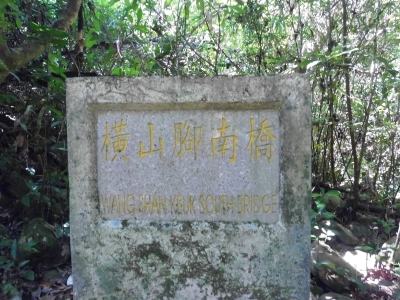 橫山腳南橋
WANG SHAN KEUK SOUTH BRIDGE